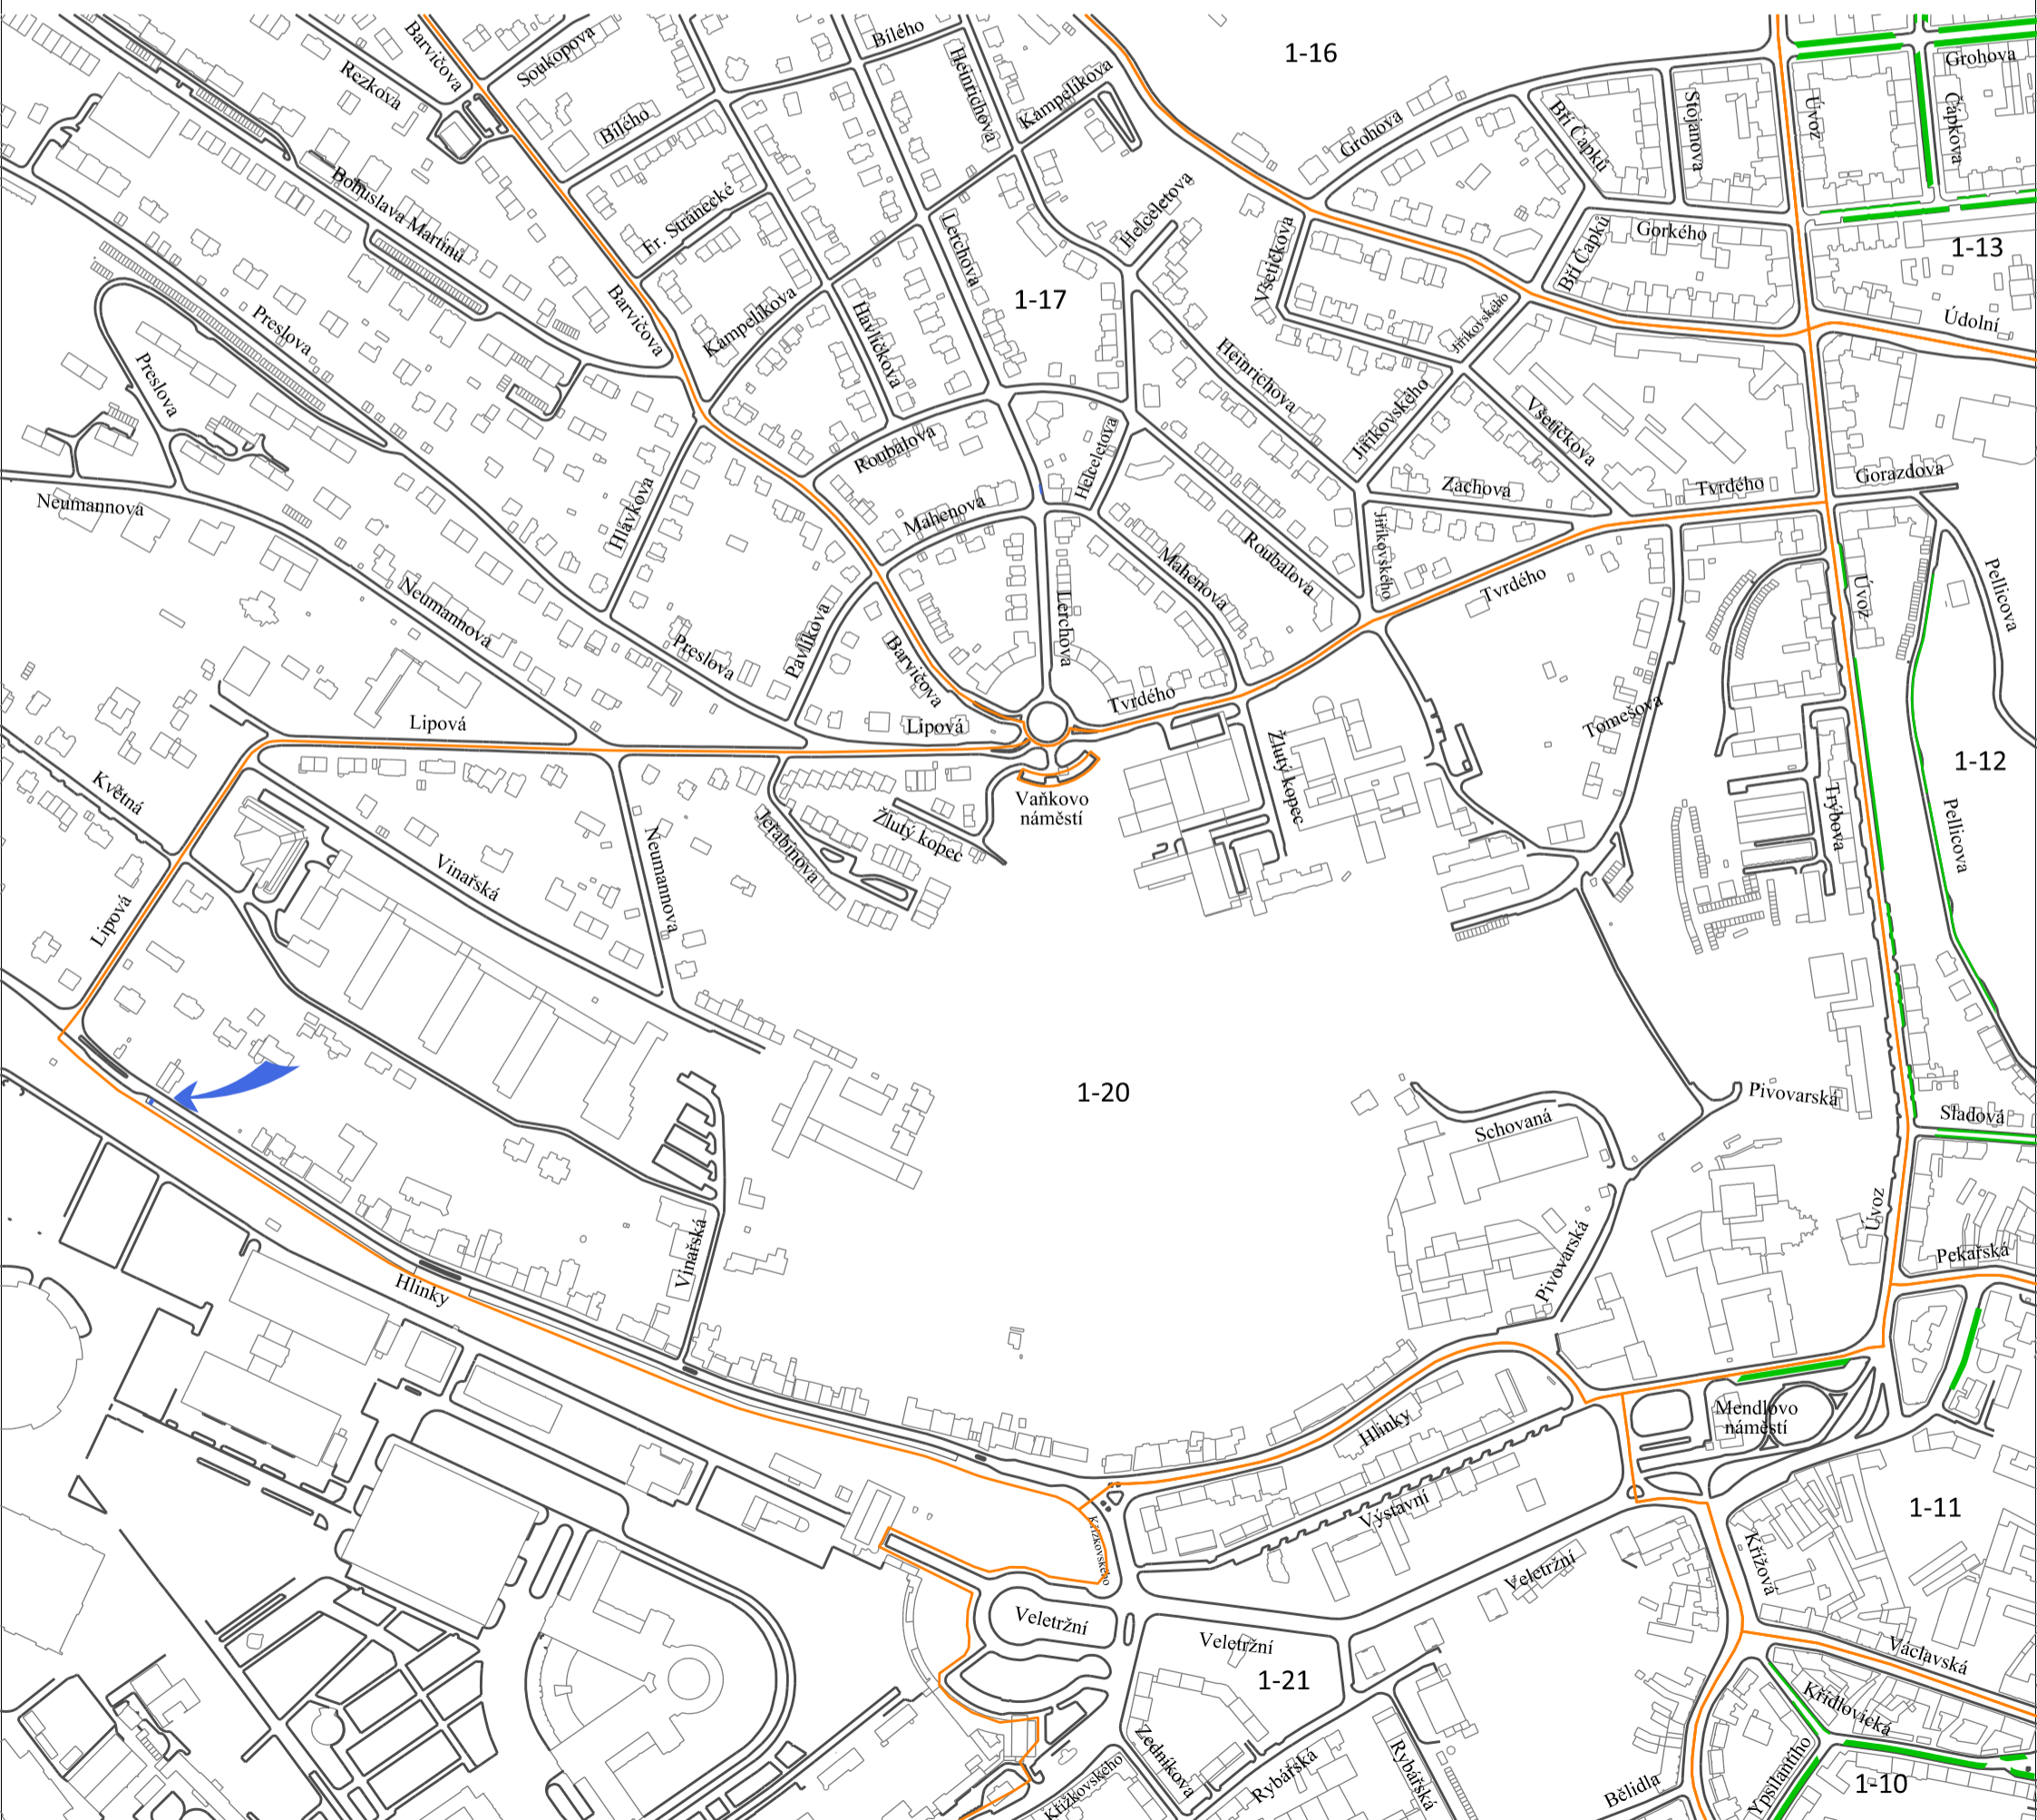 Barvičova
Soukopova
Bílého
Heinrichova
1-16
Grohova
Rezkova
Kampelíkova
Bílého
Grohova
Bří Čapků
Stojanova
Úvoz
Čápkova
Bohuslava Martinů
Fr. Stránecké
Lerchova
Helceletova
Všetičkova
Bří Čapků
Gorkého
1-13
Preslova
Barvičova
Kampelíkova
Havlíčkova
1-17
Jiříkovského
Údolní
Preslova
Heinrichova
Jiříkovského
Všetičkova
Roubalova
Helceletova
Neumannova
Hlávkova
Mahenova
Zachova
Tvrdého
Gorazdova
Jiříkovského
Roubalova
Mahenova
Tvrdého
Úvoz
Pellicova
Neumannova
Preslova
Pavlíkova
Barvičova
Lerchova
Tvrdého
Lipová
Lipová
Tomešova
Žlutý kopec
1-12
Květná
Vaňkovo
náměstí
Žlutý kopec
Jeřabinova
Trýbova
Pellicova
Vinařská
Neumannova
Lipová
1-20
Pivovarská
Schovaná
Sladová
Úvoz
Vinařská
Pivovarská
Pekařská
Hlinky
Hlinky
Mendlovo
náměstí
Výstavní
1-11
Křížkovského
Křížová
Veletržní
Veletržní
Veletržní
1-21
Václavská
Křídlovická
Zedníkova
Křížkovského
Rybářská
Rybářská
Bělidla
Ypsilantiho
1-10